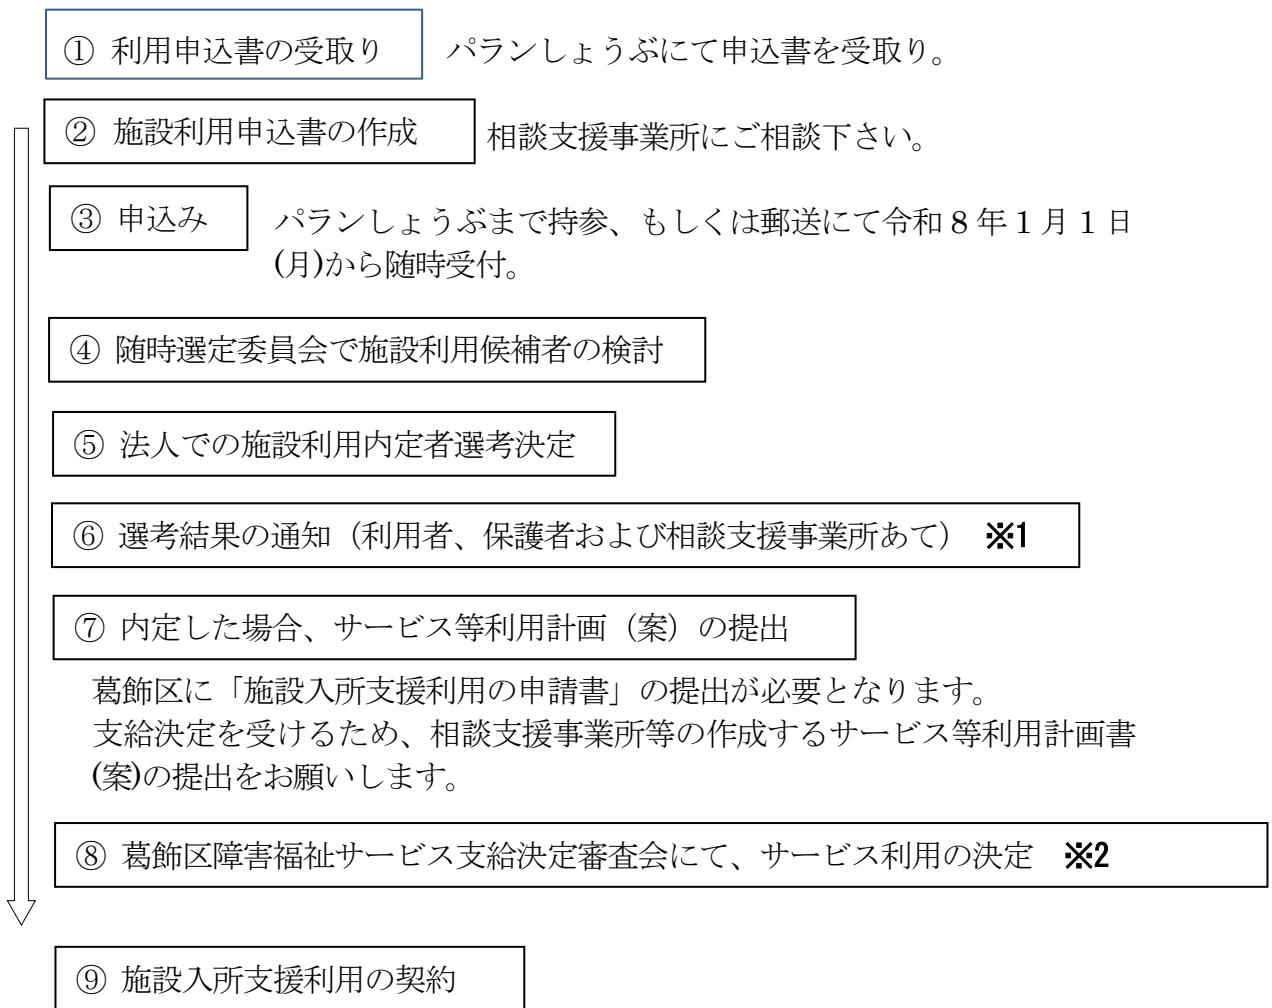 ① 利用申込書の受取り パランしょうぶにて申込書を受取り。
② 施設利用申込書の作成 相談支援事業所にご相談下さい。
③ 申込み パランしょうぶまで持参、もしくは郵送にて令和８年１月１日
(月)から随時受付。
④ 随時選定委員会で施設利用候補者の検討
⑤ 法人での施設利用内定者選考決定
⑥ 選考結果の通知（利用者、保護者および相談支援事業所あて） ※1
⑦ 内定した場合、サービス等利用計画（案）の提出
葛飾区に「施設入所支援利用の申請書」の提出が必要となります。
支給決定を受けるため、相談支援事業所等の作成するサービス等利用計画書
(案)の提出をお願いします。
⑧ 葛飾区障害福祉サービス支給決定審査会にて、サービス利用の決定 ※2
⑨ 施設入所支援利用の契約